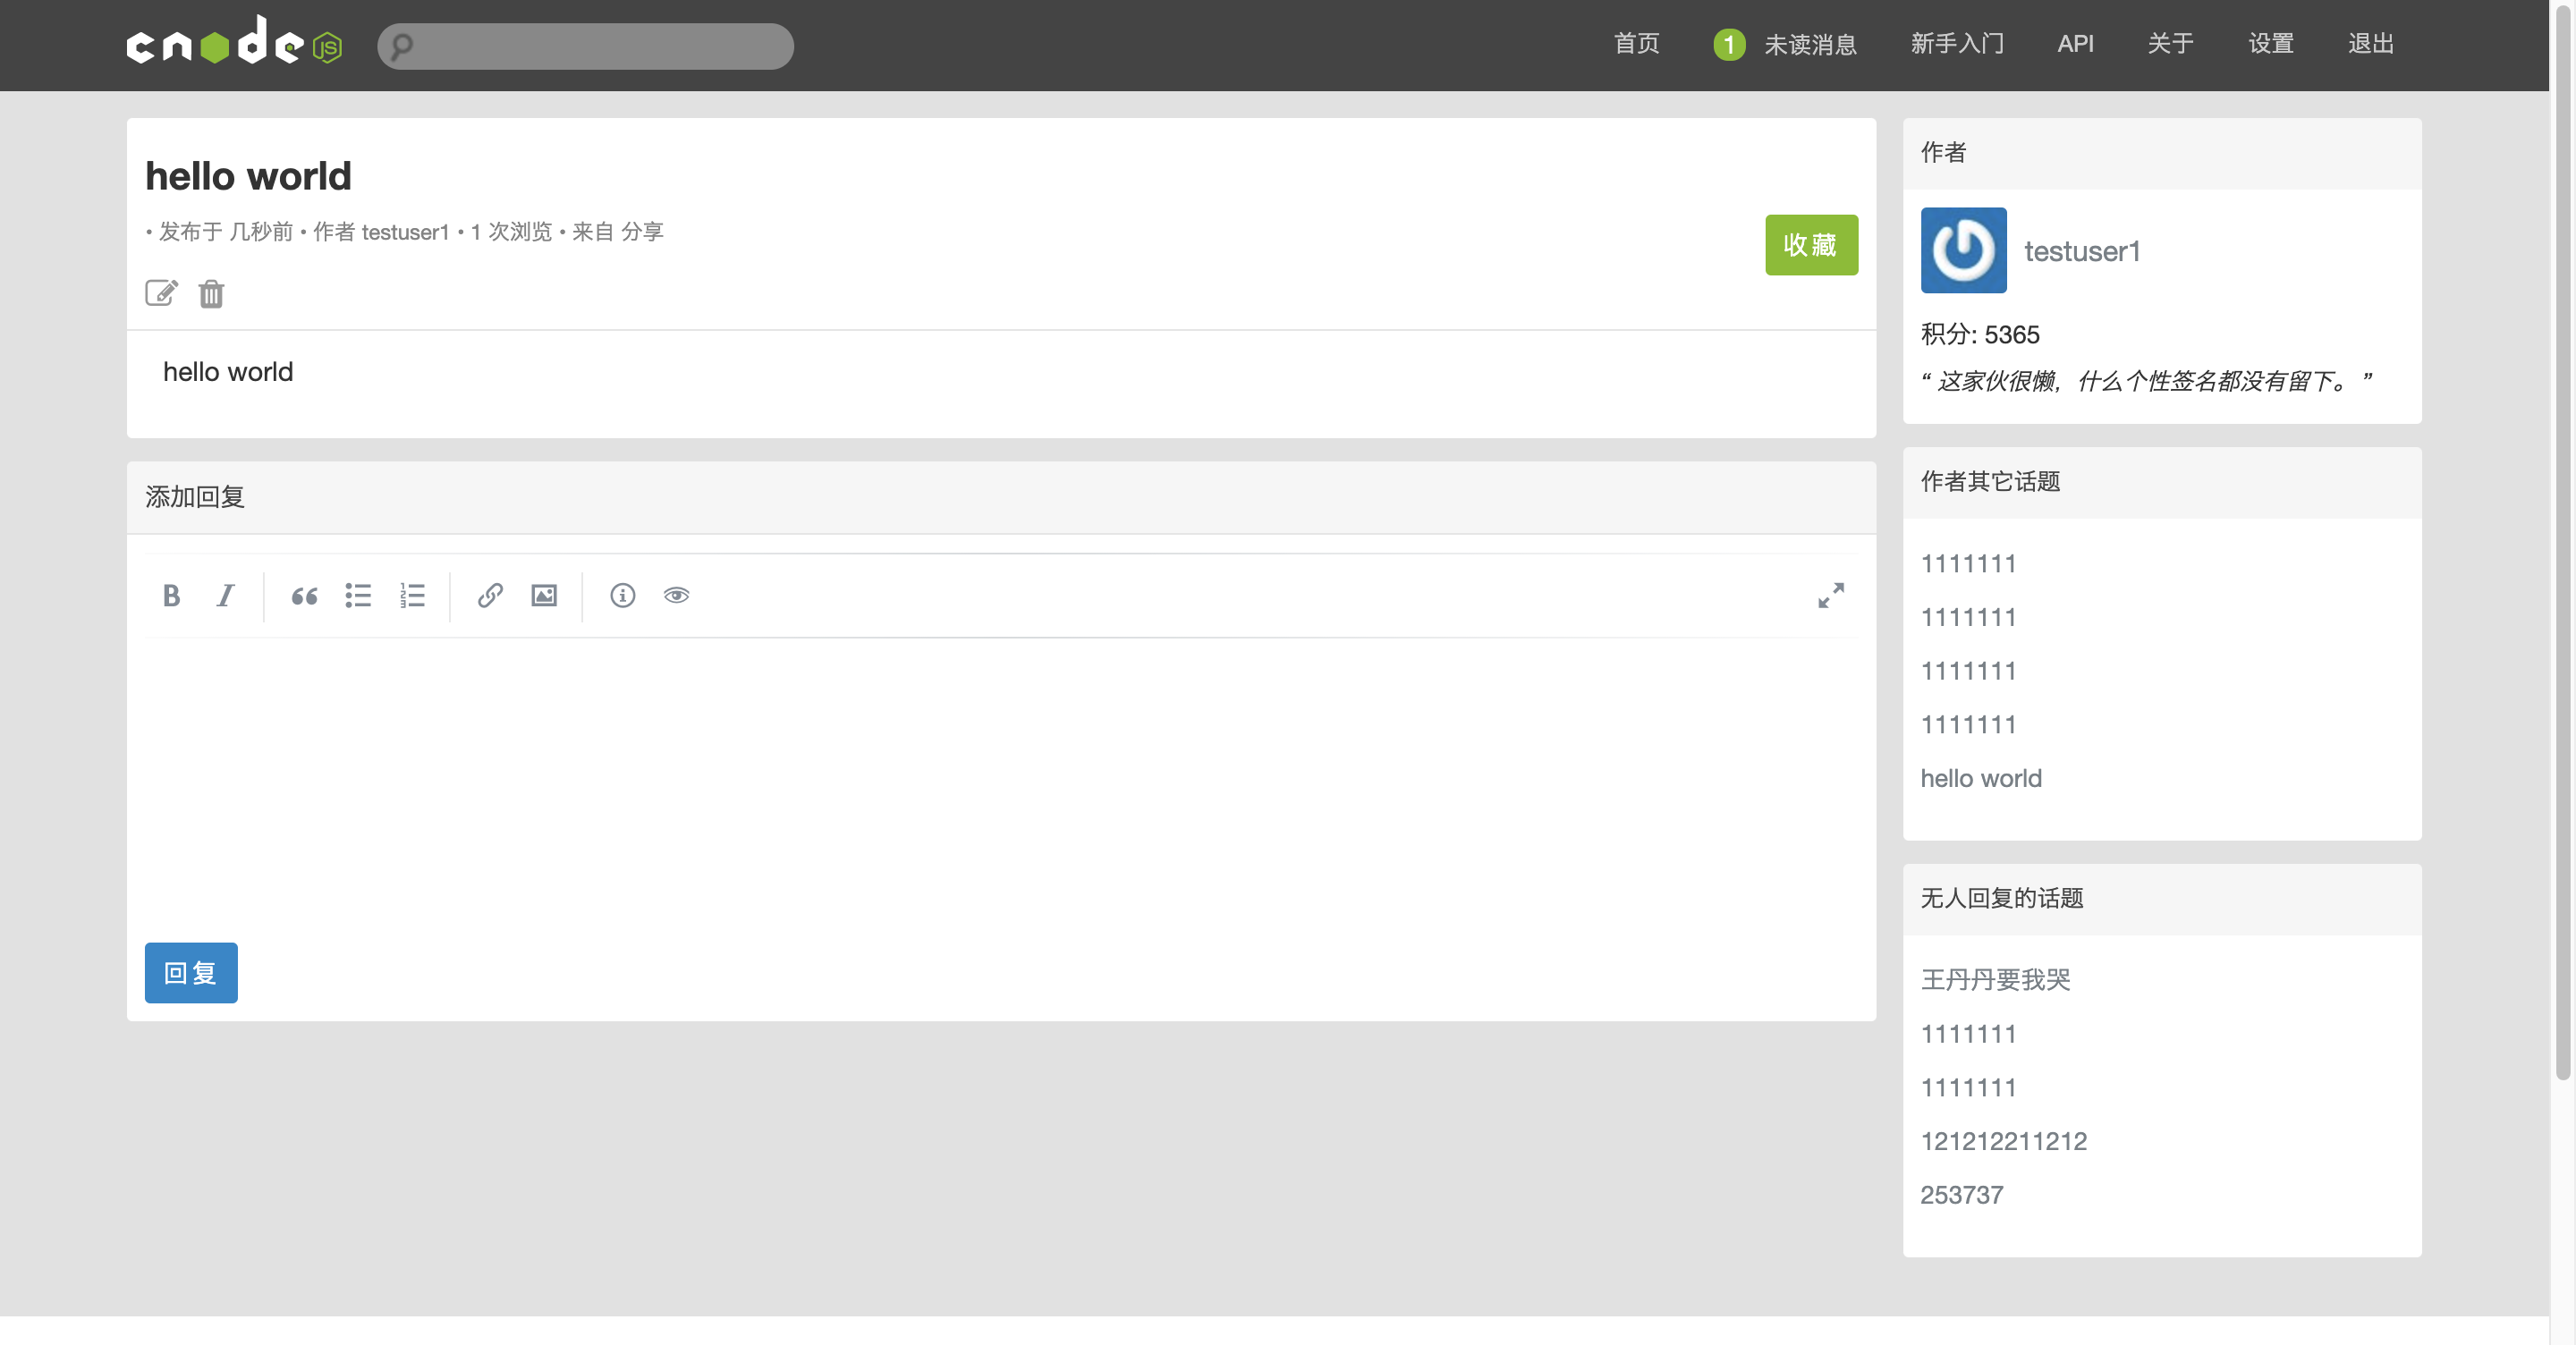 cnode JS
首页 1 未读消息 新手入门 API 关于 设置 退出
hello world
• 发布于 几秒前 • 作者 testuser1 • 1 次浏览 • 来自 分享
收藏
hello world
添加回复
回复
作者
testuser1
积分: 5365
“ 这家伙很懒，什么个性签名都没有留下。 ”
作者其它话题
1111111
1111111
1111111
1111111
hello world
无人回复的话题
王丹丹要我哭
1111111
1111111
121212211212
253737